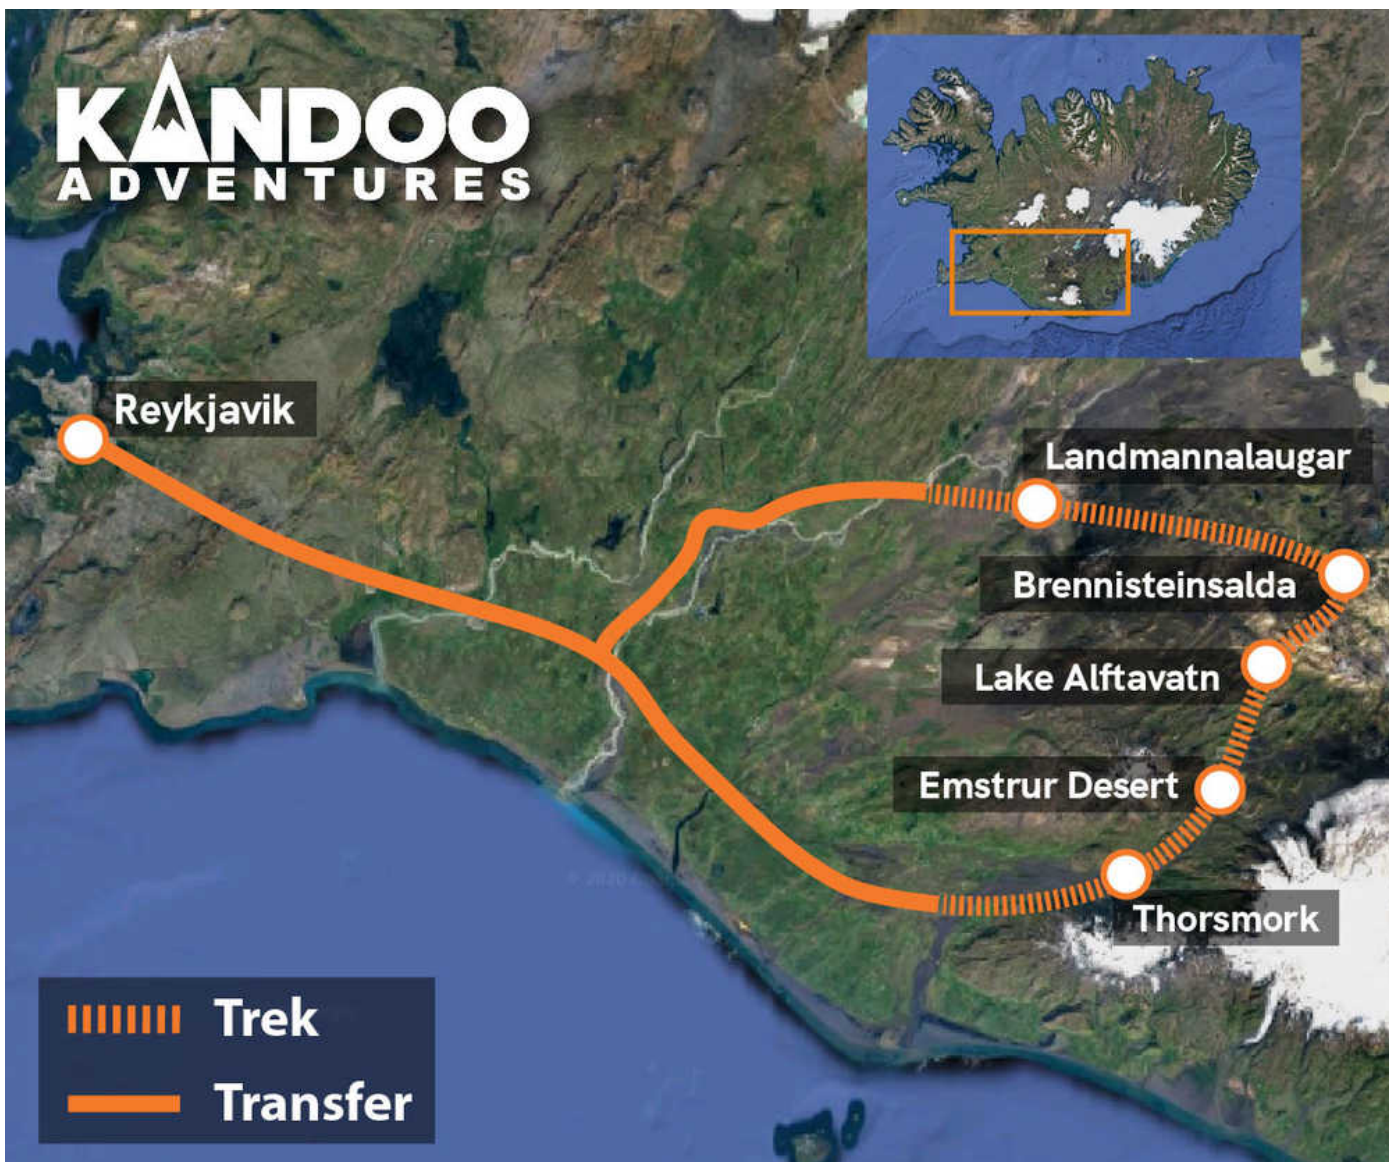 KANDOO
ADVENTURES
Reykjavik
Landmannalaugar
Brennisteinsalda
Lake Alftavatn
Emstrur Desert
Thorsmork
Trek
Transfer